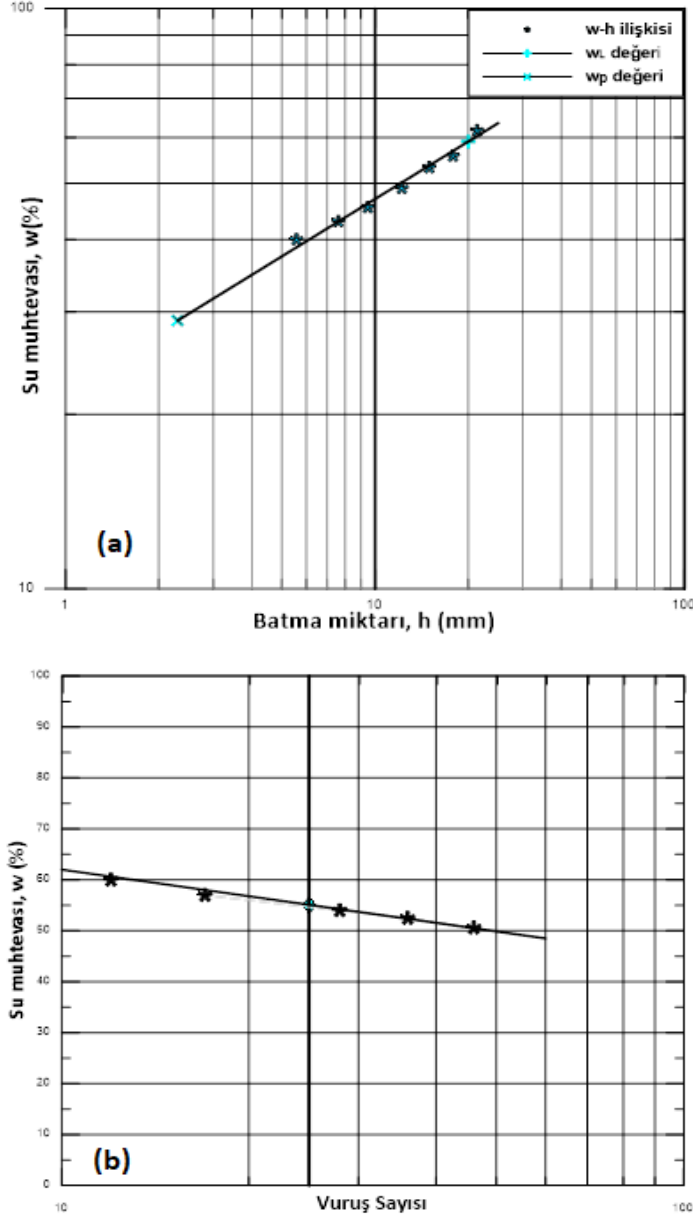 100
w-h ilişkisi
wL değeri
wp değeri
Su muhtevası, w(%)
(a)
10
1
10
100
Batma miktarı, h (mm)
100
90
80
70
60
50
40
30
20
10
0
Su muhtevası, w (%)
(b)
10
Vuruş Sayısı
100